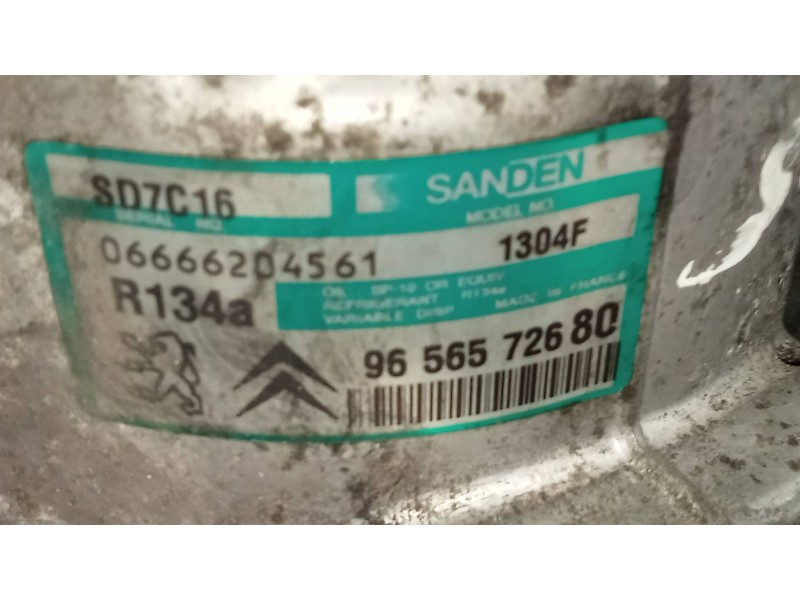 SD7C16
SANDEN
SERIAL NO.
MODEL NO.
06666204561
1304F
R134a
OIL SP-10 OR EQUIV
REFRIGERANT R134a
VARIABLE DISP MADE IN FRANCE
96 565 726 80